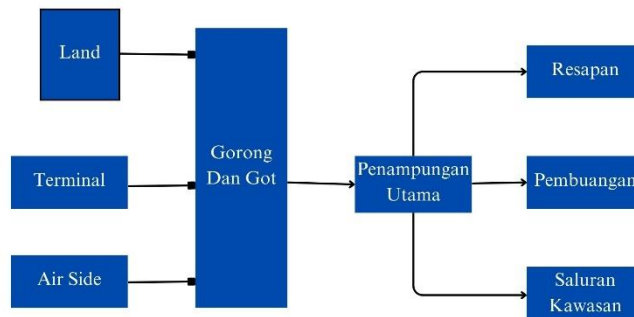 Land
Terminal
Air Side
Gorong
Dan Got
Penampungan
Utama
Resapan
Pembuangan
Saluran
Kawasan